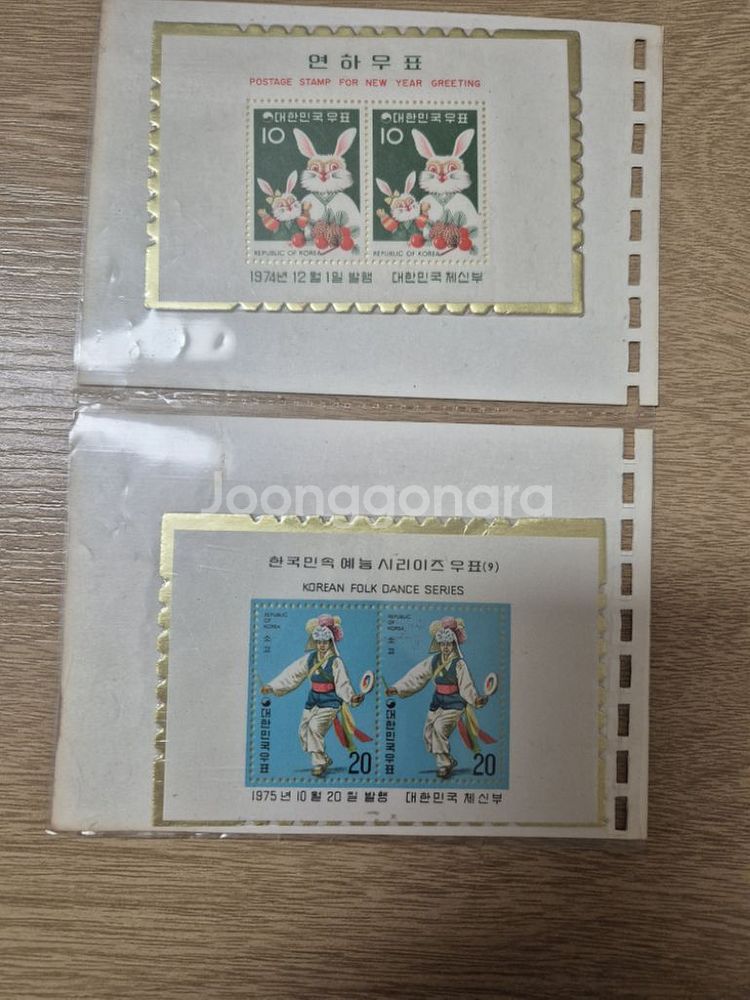 연하우표
POSTAGE STAMP FOR NEW YEAR GREETING
대한민국우표
10
REPUBLIC OF KOREA
대한민국우표
10
REPUBLIC OF KOREA
1974년 12월 1일 발행 대한민국 체신부
Joonggonara
한국민속 예능 시리이즈 우표(9)
KOREAN FOLK DANCE SERIES
REPUBLIC
OF
KOREA
소고
대한민국우표
20
REPUBLIC
OF
KOREA
대한민국우표
20
1975년 10월 20일 발행 대한민국 체신부